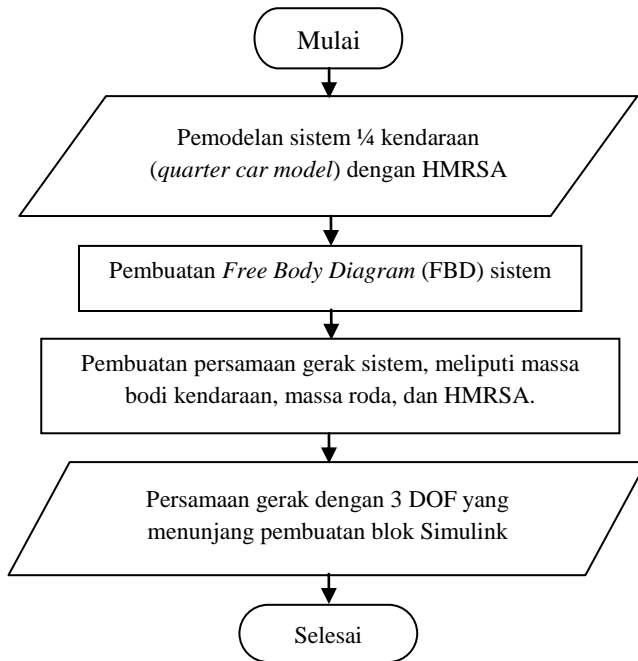 Mulai
Pemodelan sistem ¼ kendaraan
(quarter car model) dengan HMRSA
Pembuatan Free Body Diagram (FBD) sistem
Pembuatan persamaan gerak sistem, meliputi massa
bodi kendaraan, massa roda, dan HMRSA.
Persamaan gerak dengan 3 DOF yang
menunjang pembuatan blok Simulink
Selesai